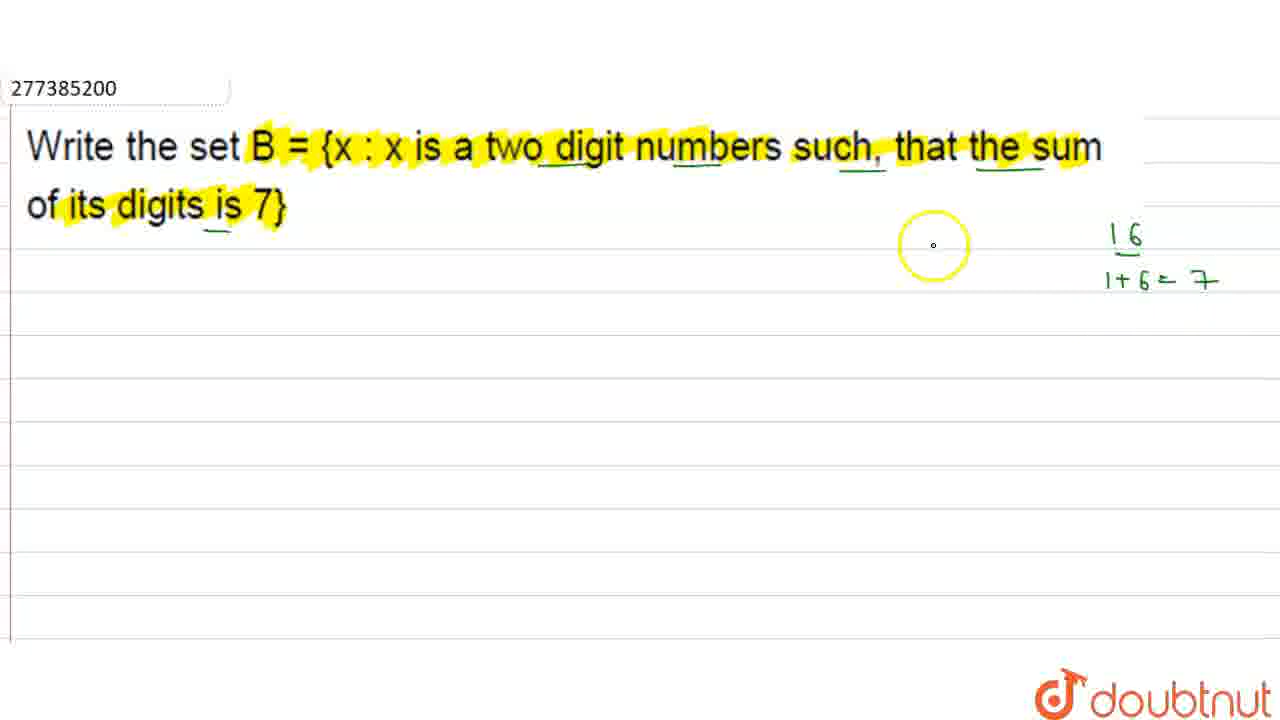 277385200
Write the set B = {x : x is a two digit numbers such, that the sum
of its digits is 7}
16
1+6= 7
doubtnut